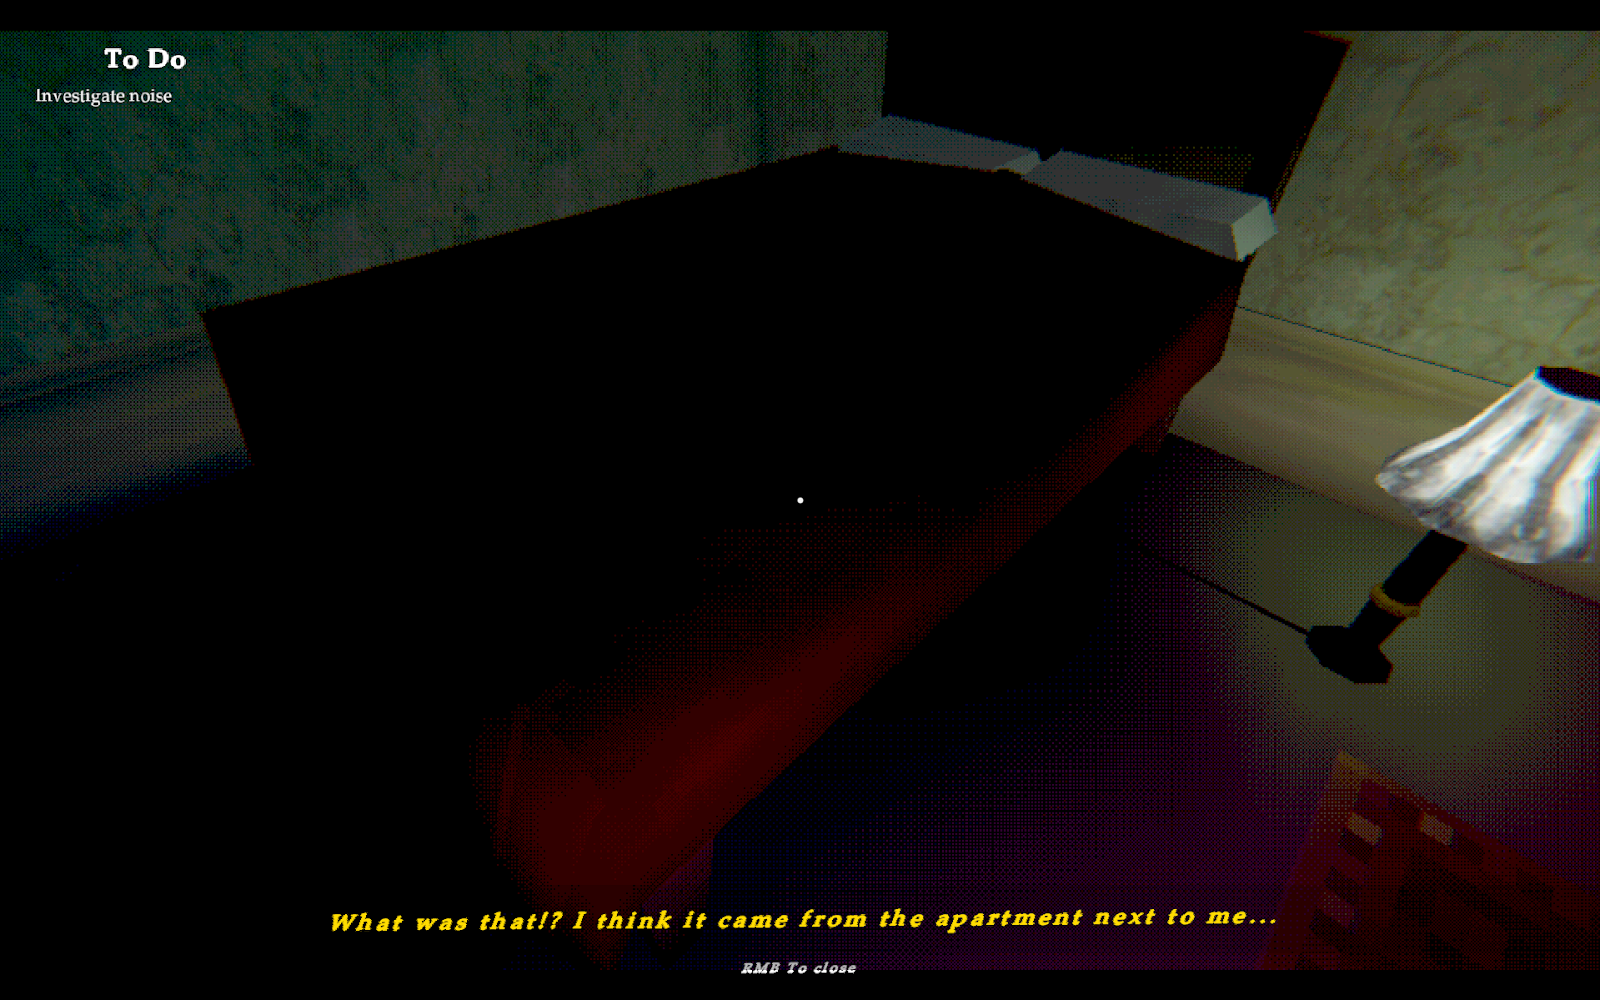 To Do
Investigate noise
What was that!? I think it came from the apartment next to me...
RMB To close